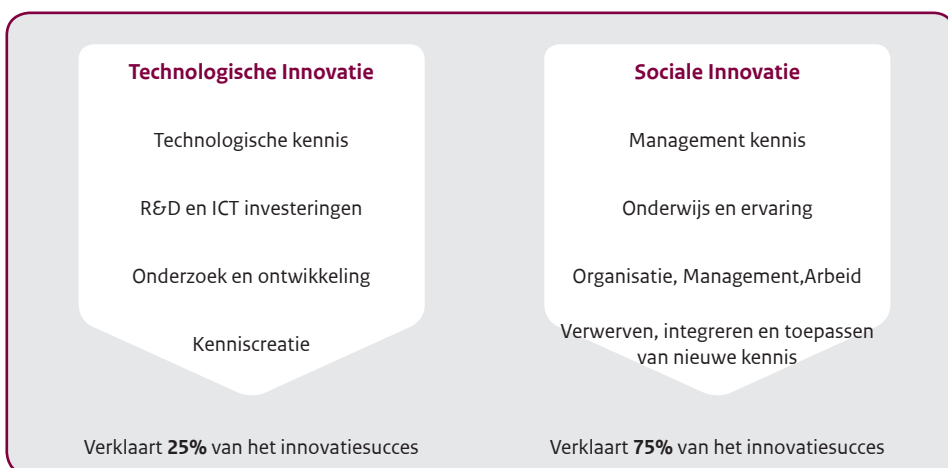 Technologische Innovatie
Technologische kennis
R&D en ICT investeringen
Onderzoek en ontwikkeling
Kenniscreatie
Verklaart 25% van het innovatiesucces
Sociale Innovatie
Management kennis
Onderwijs en ervaring
Organisatie, Management,Arbeid
Verwerven, integreren en toepassen
van nieuwe kennis
Verklaart 75% van het innovatiesucces